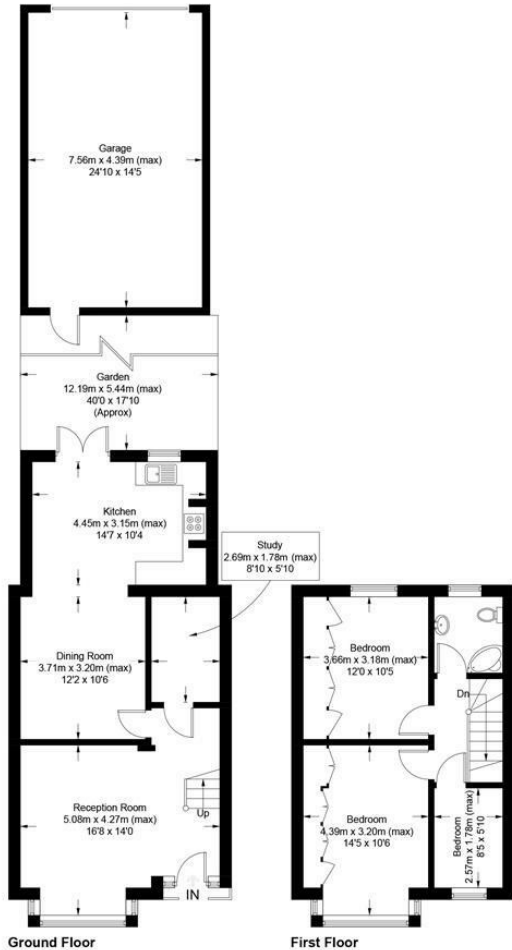 Garage
7.56m x 4.39m (max)
24'10 x 14'5
Garden
12.19m x 5.44m (max)
40'0 x 17'10
(Approx)
Kitchen
4.45m x 3.15m (max)
14'7 x 10'4
Study
2.69m x 1.78m (max)
8'10 x 5'10
Dining Room
3.71m x 3.20m (max)
12'2 x 10'6
Reception Room
5.08m x 4.27m (max)
16'8 x 14'0
Up
IN
Ground Floor
Bedroom
3.66m x 3.18m (max)
12'0 x 10'5
Dn
Bedroom
4.39m x 3.20m (max)
14'5 x 10'6
Bedroom
2.57m x 1.78m (max)
8'5 x 5'10
First Floor